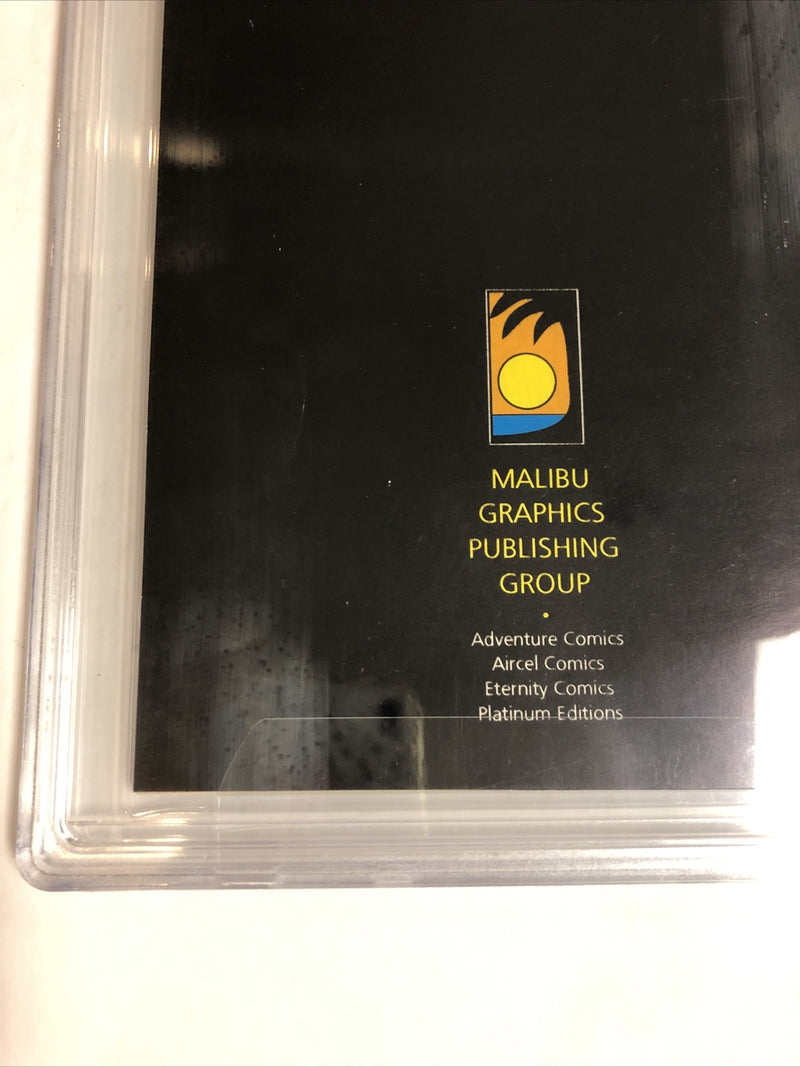 MALIBU
GRAPHICS
PUBLISHING
GROUP
•
Adventure Comics
Aircel Comics
Eternity Comics
Platinum Editions